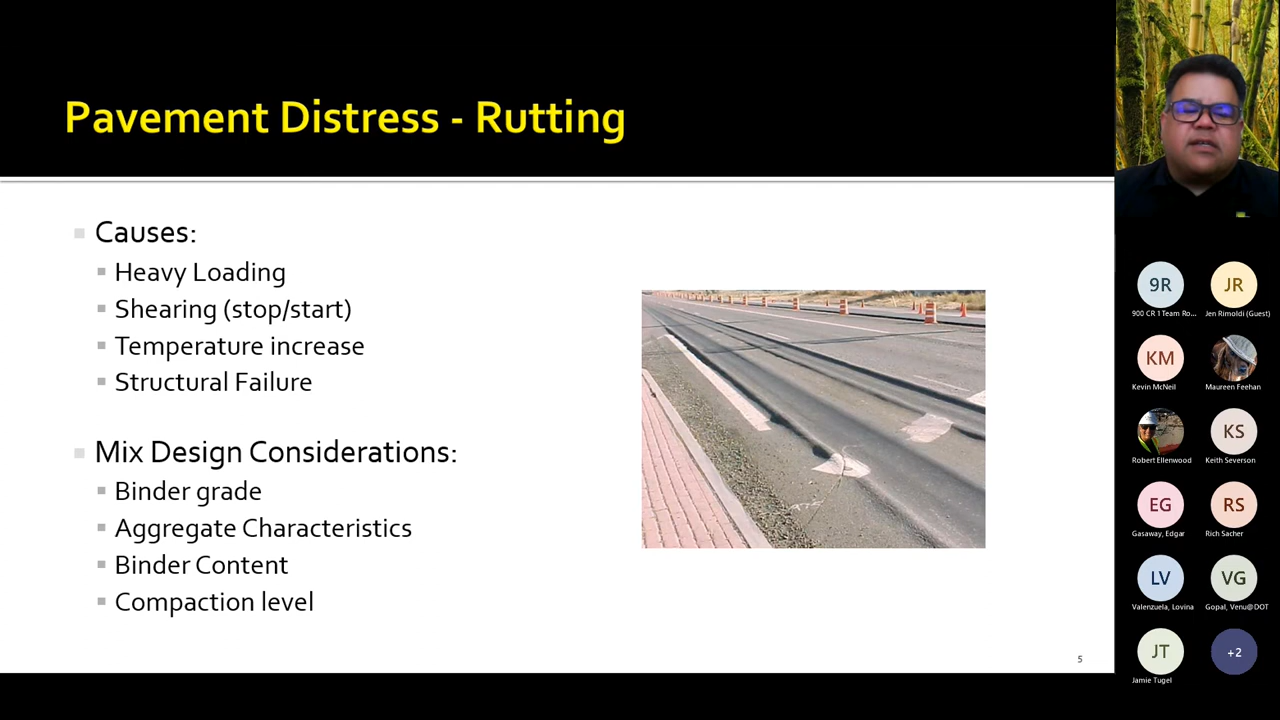 Pavement Distress - Rutting
Causes:
Heavy Loading
Shearing (stop/start)
Temperature increase
Structural Failure
Mix Design Considerations:
Binder grade
Aggregate Characteristics
Binder Content
Compaction level
5
9R
JR
900 CR 1 Team Ro...
Jen Rimoldi (Guest)
KM
Kevin McNeil
Maureen Feehan
KS
Robert Ellenwood
Keith Severson
EG
RS
Gasaway, Edgar
Rich Sacher
LV
VG
Valenzuela, Lovina
Gopal, Venu@DOT
JT
+2
Jamie Tugel